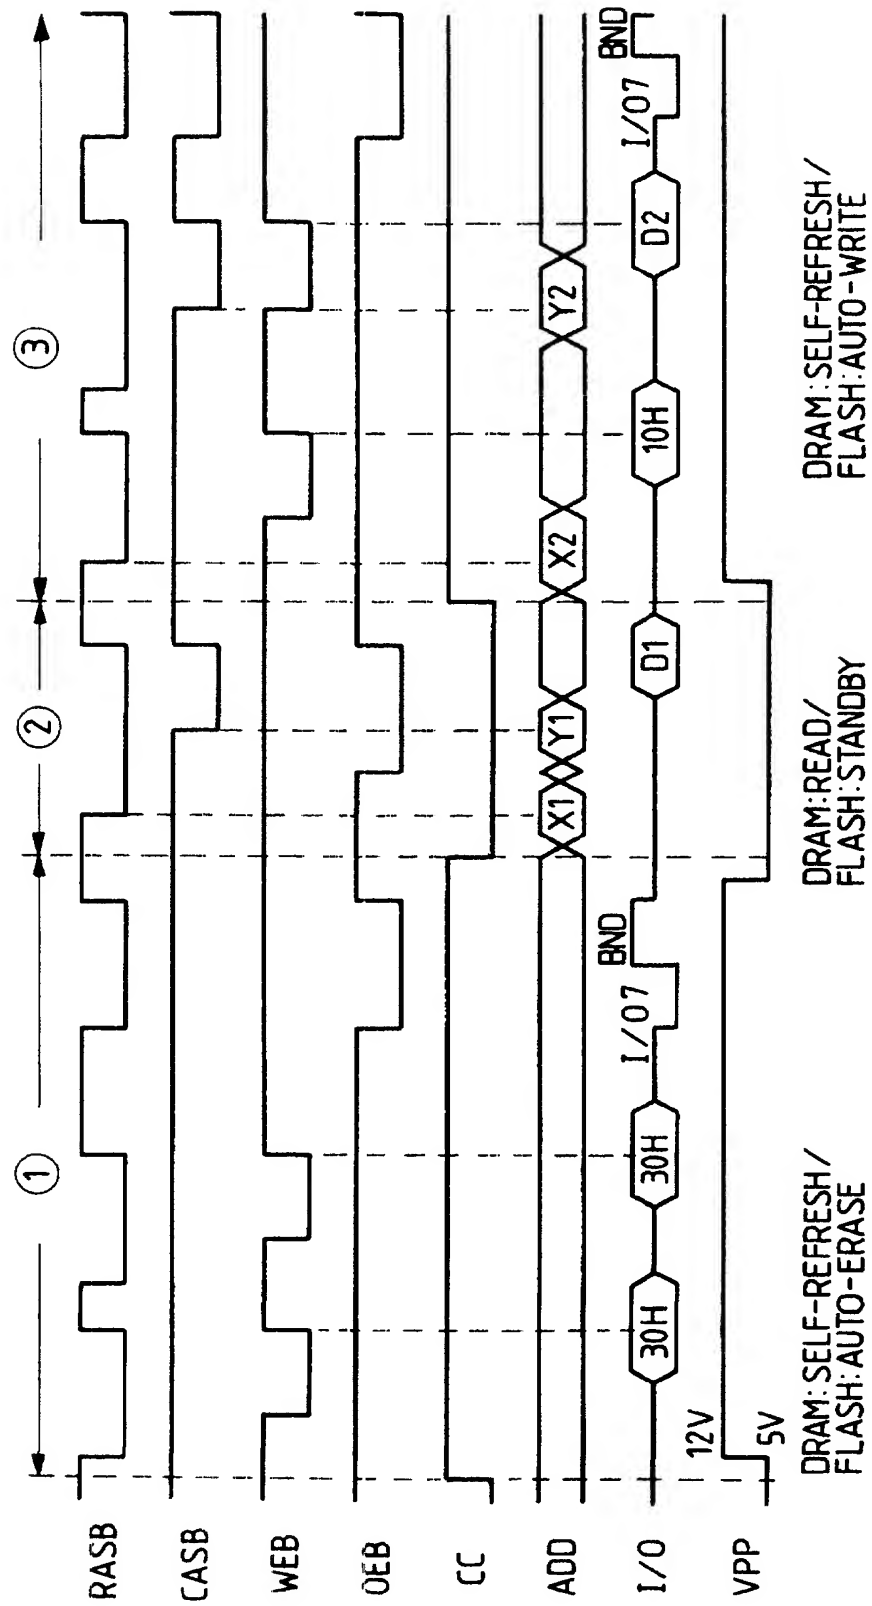 ①
②
③
RASB
CASB
WEB
OEB
CC
ADD
X1
Y1
X2
Y2
I/O
30H
30H
I/O7
BND
D1
10H
D2
I/O7
BND
VPP
12V
5V
DRAM:SELF-REFRESH/
FLASH:AUTO-ERASE
DRAM:READ/
FLASH:STANDBY
DRAM:SELF-REFRESH/
FLASH:AUTO-WRITE